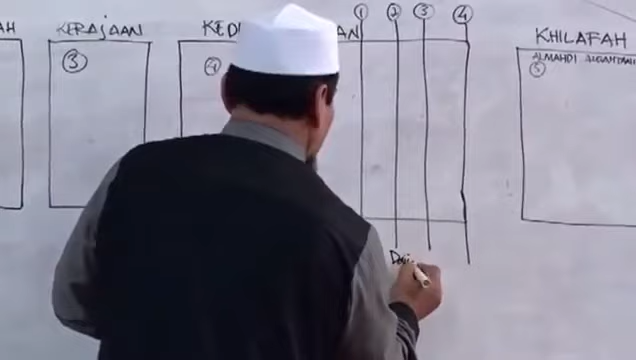 AH
KERAJAAN
③
KED
AN
④
① ② ③ ④
KHILAFAH
ALMAHDI
⑤